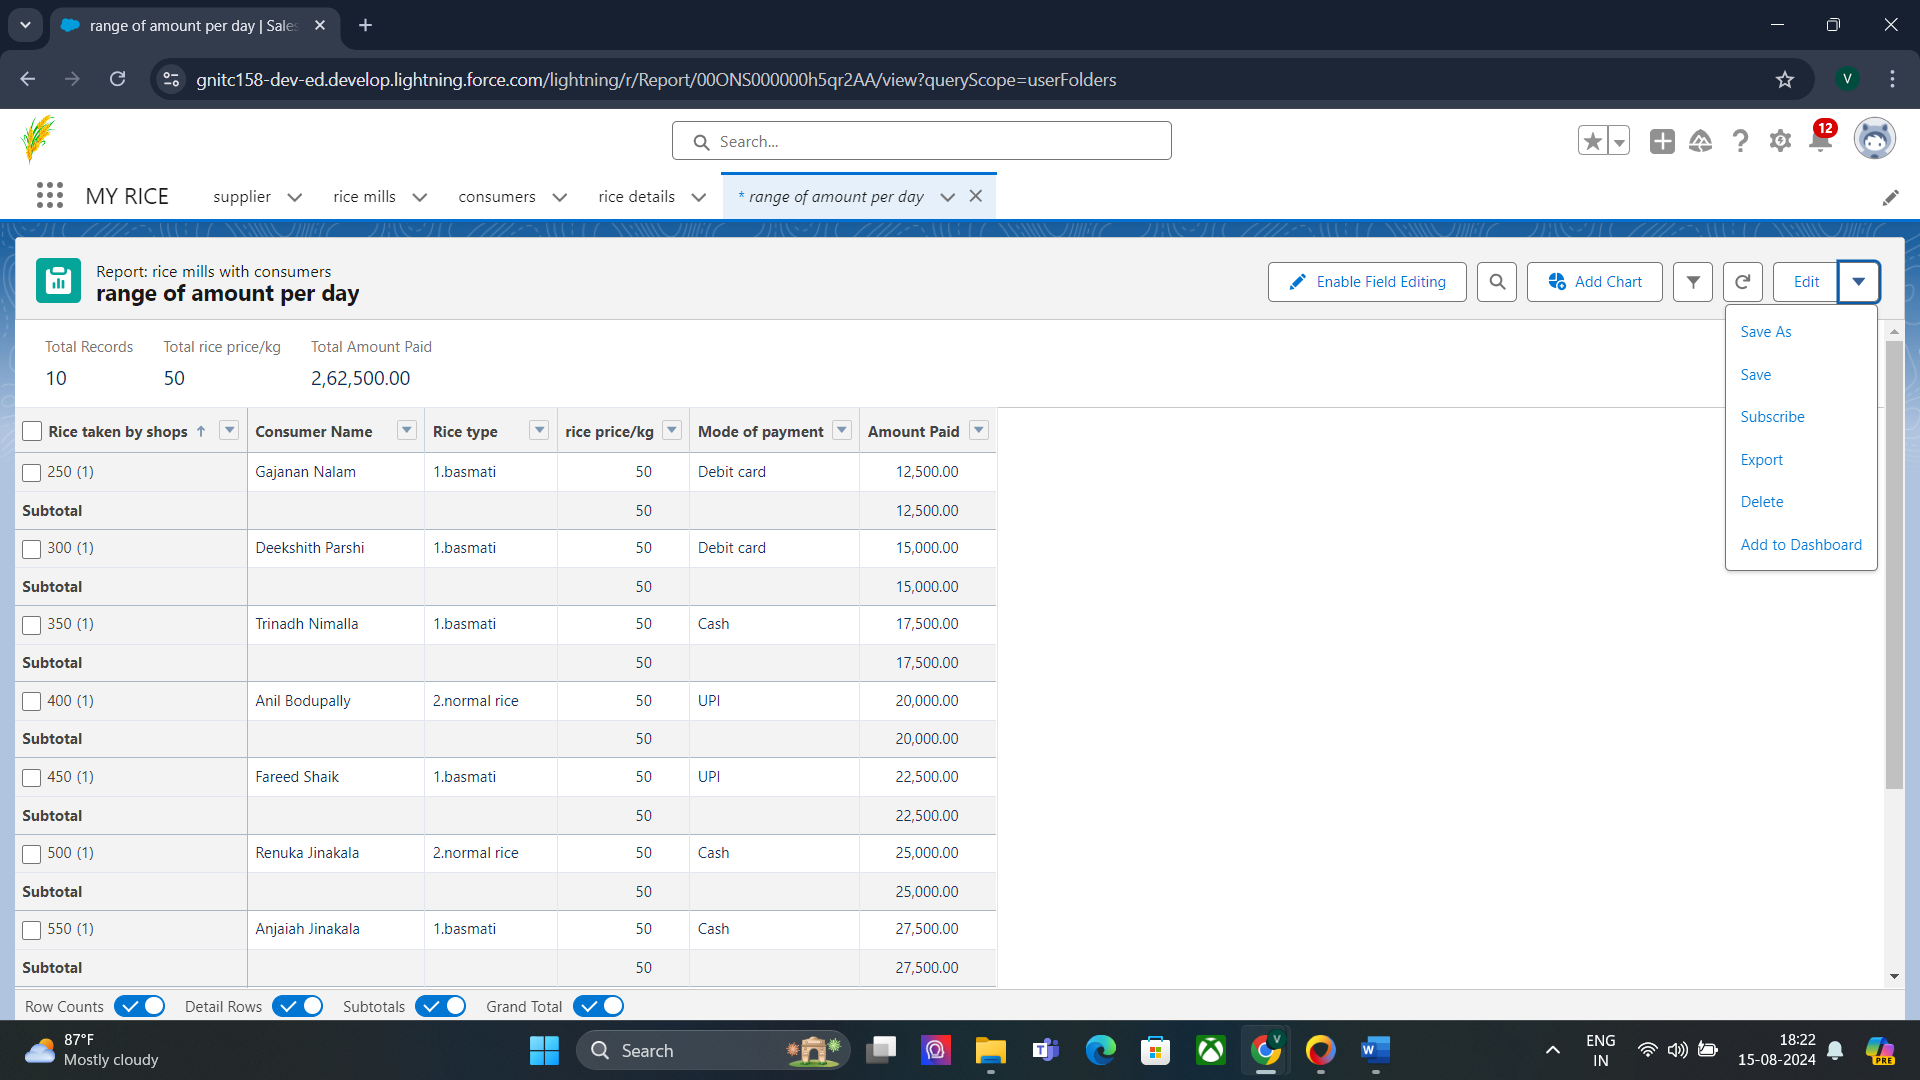 range of amount per day | Sales
gnitc158-dev-ed.develop.lightning.force.com/lightning/r/Report/00ONS000000h5qr2AA/view?queryScope=userFolders
V
Search...
12
MY RICE
supplier
rice mills
consumers
rice details
* range of amount per day
Report: rice mills with consumers
range of amount per day
Enable Field Editing
Add Chart
Edit
Save As
Save
Subscribe
Export
Delete
Add to Dashboard
Total Records Total rice price/kg Total Amount Paid
10 50 2,62,500.00
Rice taken by shops ↑ Consumer Name Rice type rice price/kg Mode of payment Amount Paid
250 (1) Gajanan Nalam 1.basmati 50 Debit card 12,500.00
Subtotal 50 12,500.00
300 (1) Deekshith Parshi 1.basmati 50 Debit card 15,000.00
Subtotal 50 15,000.00
350 (1) Trinadh Nimalla 1.basmati 50 Cash 17,500.00
Subtotal 50 17,500.00
400 (1) Anil Bodupally 2.normal rice 50 UPI 20,000.00
Subtotal 50 20,000.00
450 (1) Fareed Shaik 1.basmati 50 UPI 22,500.00
Subtotal 50 22,500.00
500 (1) Renuka Jinakala 2.normal rice 50 Cash 25,000.00
Subtotal 50 25,000.00
550 (1) Anjaiah Jinakala 1.basmati 50 Cash 27,500.00
Subtotal 50 27,500.00
Row Counts Detail Rows Subtotals Grand Total
87°F
Mostly cloudy
Search
V
ENG
IN
18:22
15-08-2024
PRE